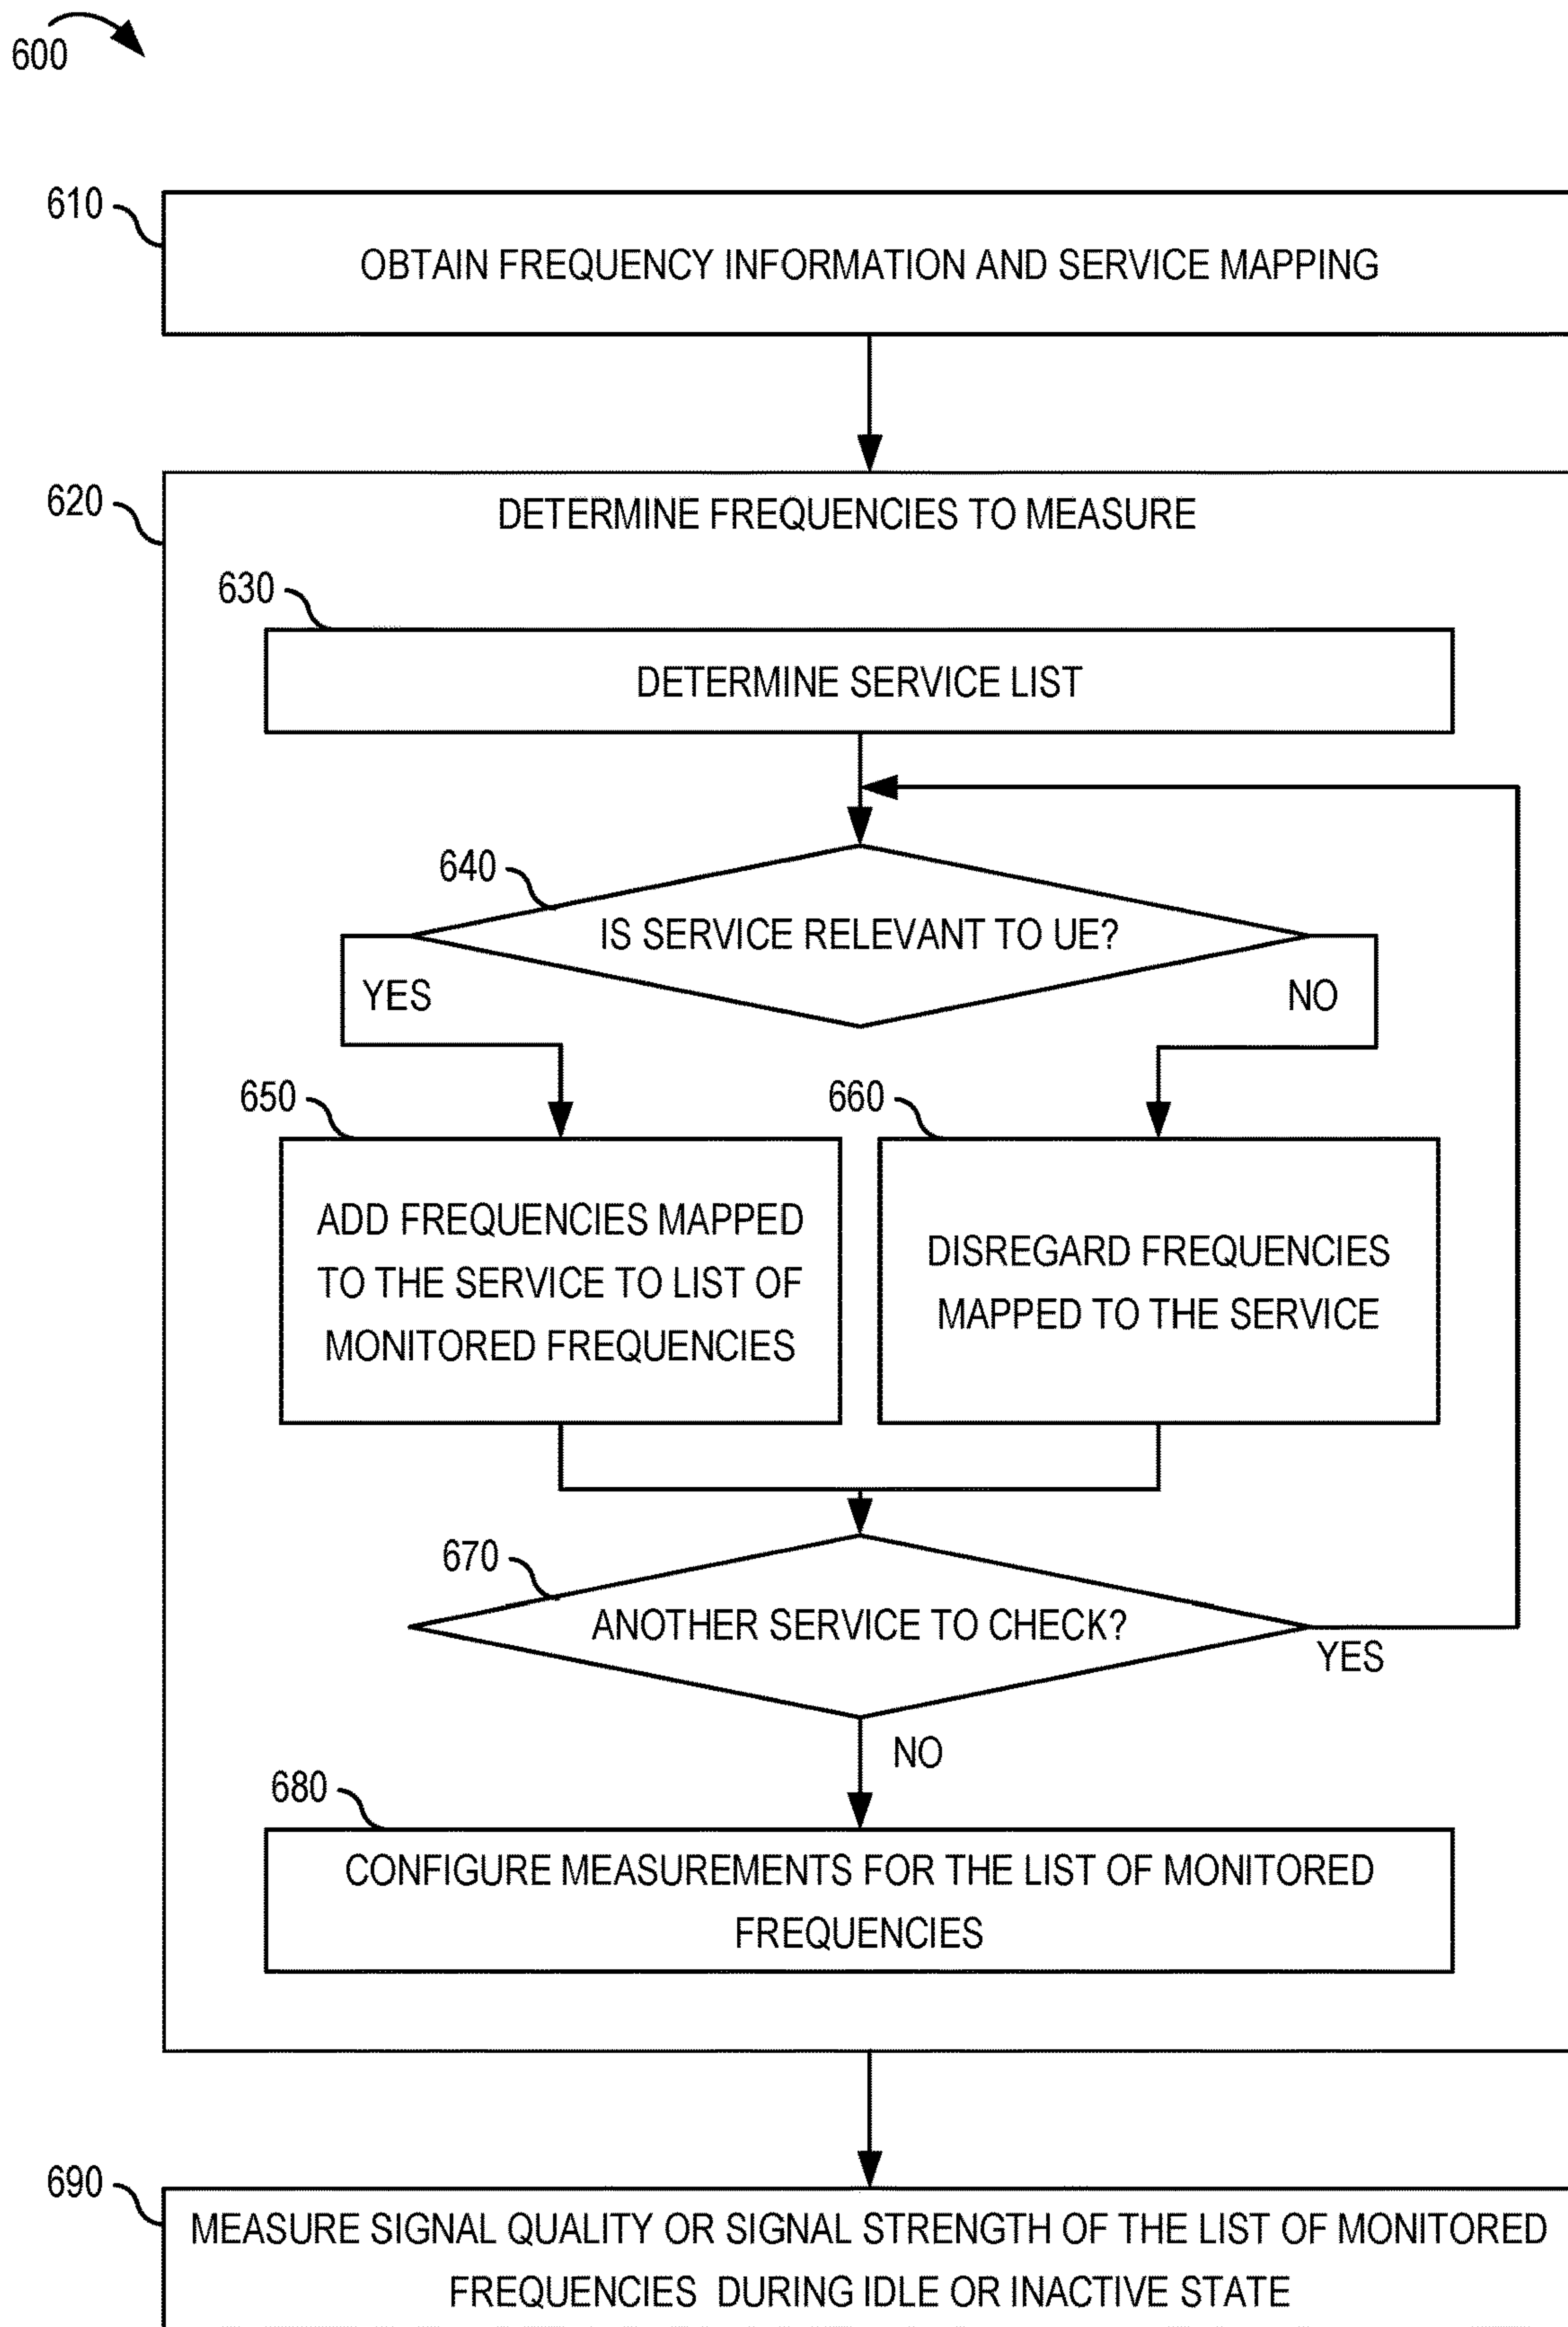 600
610
OBTAIN FREQUENCY INFORMATION AND SERVICE MAPPING
620
DETERMINE FREQUENCIES TO MEASURE
630
DETERMINE SERVICE LIST
640
IS SERVICE RELEVANT TO UE?
YES
NO
650
660
ADD FREQUENCIES MAPPED
TO THE SERVICE TO LIST OF
MONITORED FREQUENCIES
DISREGARD FREQUENCIES
MAPPED TO THE SERVICE
670
ANOTHER SERVICE TO CHECK?
YES
NO
680
CONFIGURE MEASUREMENTS FOR THE LIST OF MONITORED
FREQUENCIES
690
MEASURE SIGNAL QUALITY OR SIGNAL STRENGTH OF THE LIST OF MONITORED
FREQUENCIES DURING IDLE OR INACTIVE STATE